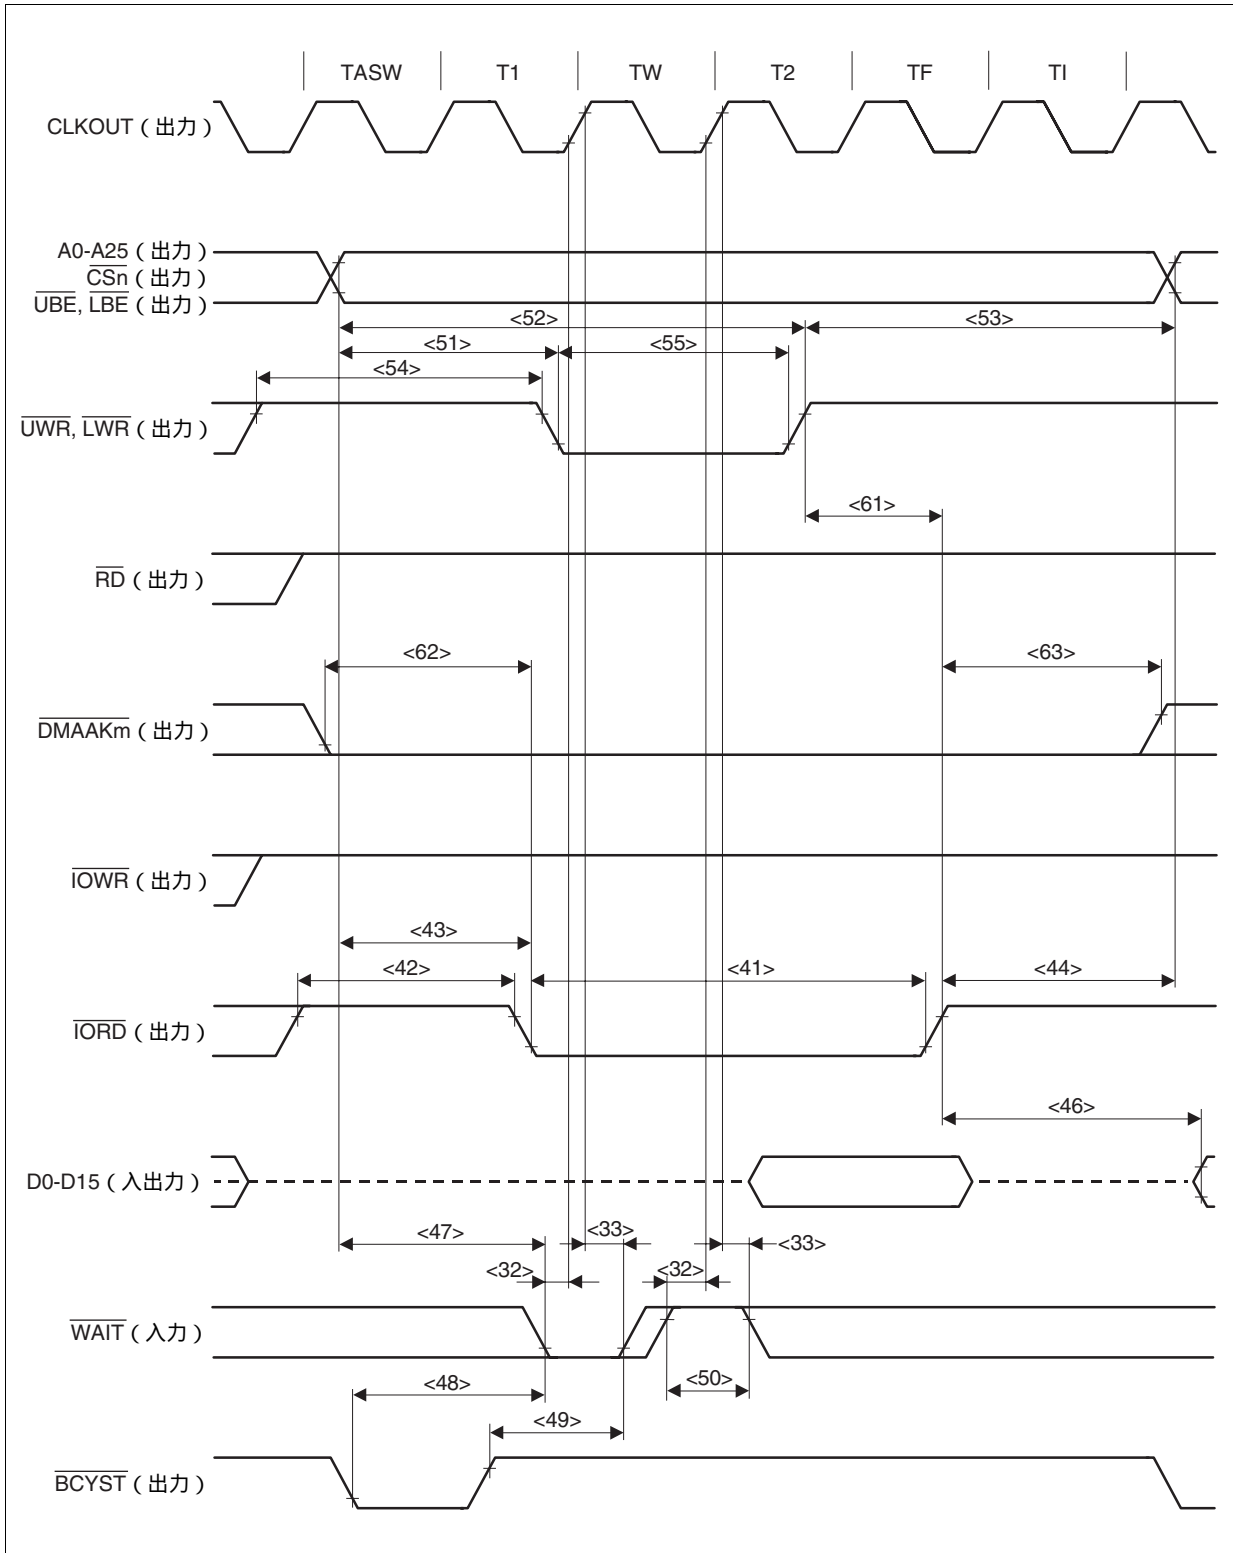 TASW T1 TW T2 TF TI
CLKOUT（出力）
A0-A25（出力）
CSn（出力）
UBE, LBE（出力）
<52> <53>
<51> <55>
<54>
UWR, LWR（出力）
<61>
RD（出力）
<62> <63>
DMAAKm（出力）
IOWR（出力）
<43>
<42> <41> <44>
IORD（出力）
<46>
D0-D15（入出力）
<47> <33> <33>
<32> <32>
WAIT（入力）
<48> <50>
<49>
BCYST（出力）